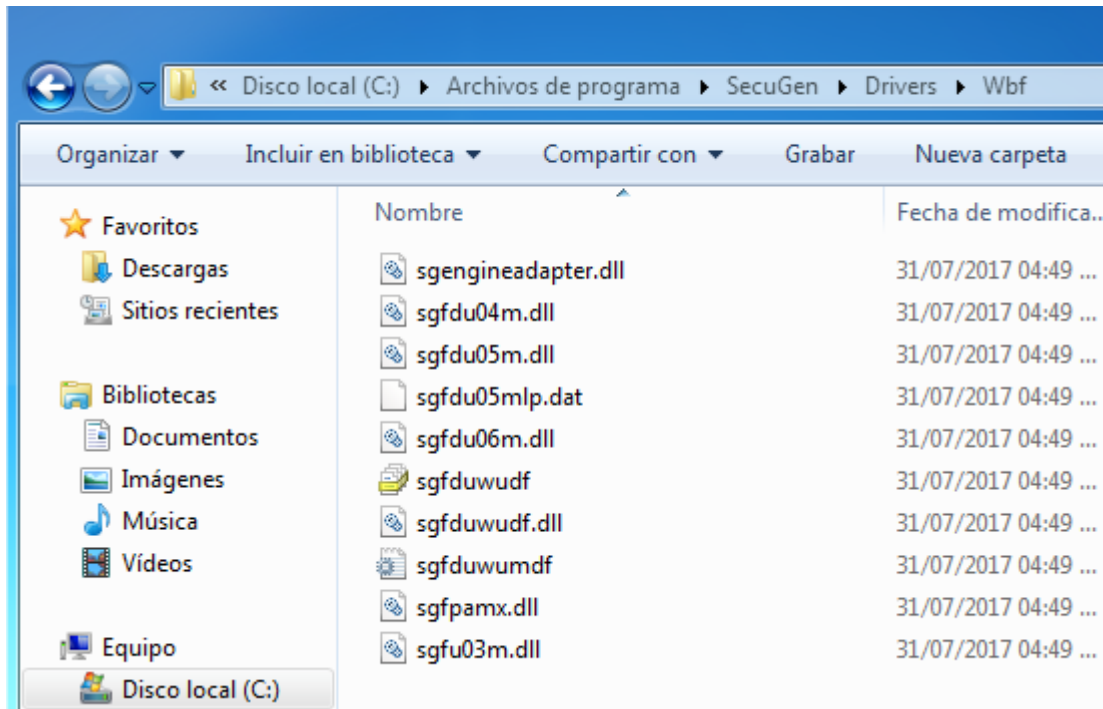 « Disco local (C:) ▸ Archivos de programa ▸ SecuGen ▸ Drivers ▸ Wbf
Organizar Incluir en biblioteca Compartir con Grabar Nueva carpeta
Favoritos
Descargas
Sitios recientes
Bibliotecas
Documentos
Imágenes
Música
Vídeos
Equipo
Disco local (C:)
Nombre Fecha de modifica...
sgengineadapter.dll 31/07/2017 04:49 ...
sgfdu04m.dll 31/07/2017 04:49 ...
sgfdu05m.dll 31/07/2017 04:49 ...
sgfdu05mlp.dat 31/07/2017 04:49 ...
sgfdu06m.dll 31/07/2017 04:49 ...
sgfduwudf 31/07/2017 04:49 ...
sgfduwudf.dll 31/07/2017 04:49 ...
sgfduwumdf 31/07/2017 04:49 ...
sgfpamx.dll 31/07/2017 04:49 ...
sgfu03m.dll 31/07/2017 04:49 ...